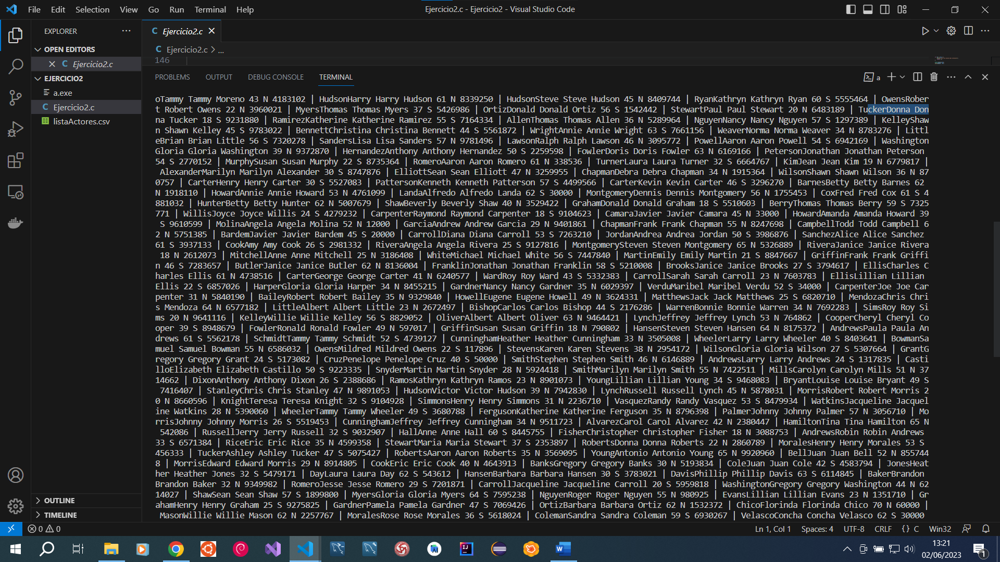 File Edit Selection View Go Run Terminal Help
Ejercicio2.c - Ejercicio2 - Visual Studio Code
EXPLORER
OPEN EDITORS
C Ejercicio2.c
EJERCICIO2
a.exe
C Ejercicio2.c
listaActores.csv
OUTLINE
TIMELINE
C Ejercicio2.c
C Ejercicio2.c > ...
146
PROBLEMS OUTPUT DEBUG CONSOLE TERMINAL
a
oTammy Tammy Moreno 43 N 4183102 | HudsonHarry Harry Hudson 61 N 8339250 | HudsonSteve Steve Hudson 45 N 8409744 | RyanKathryn Kathryn Ryan 60 S 5555464 | OwensRober
t Robert Owens 22 N 3960021 | MyersThomas Thomas Myers 37 S 5426986 | OrtizDonald Donald Ortiz 56 S 1542442 | StewartPaul Paul Stewart 20 N 6483189 | TuckerDonna Don
na Tucker 18 S 9231880 | RamirezKatherine Katherine Ramirez 55 S 7164334 | AllenThomas Thomas Allen 36 N 5289964 | NguyenNancy Nancy Nguyen 57 S 1297389 | KelleyShaw
n Shawn Kelley 45 S 9783022 | BennettChristina Christina Bennett 44 S 5561872 | WrightAnnie Annie Wright 63 S 7661156 | WeaverNorma Norma Weaver 34 N 8783276 | Littl
eBrian Brian Little 56 S 7320278 | SandersLisa Lisa Sanders 57 N 9781496 | LawsonRalph Ralph Lawson 46 N 3095772 | PowellAaron Aaron Powell 54 S 6942169 | Washington
Gloria Gloria Washington 39 N 9372870 | HernandezAnthony Anthony Hernandez 50 S 2259598 | FowlerDoris Doris Fowler 63 N 6169166 | PetersonJonathan Jonathan Peterson
54 S 2770152 | MurphySusan Susan Murphy 22 S 8735364 | RomeroAaron Aaron Romero 61 N 338536 | TurnerLaura Laura Turner 32 S 6664767 | KimJean Jean Kim 19 N 6779817 |
AlexanderMarilyn Marilyn Alexander 30 S 8747876 | ElliottSean Sean Elliott 47 N 3259955 | ChapmanDebra Debra Chapman 34 N 1915364 | WilsonShawn Shawn Wilson 36 N 87
0757 | CarterHenry Henry Carter 30 S 5527083 | PattersonKenneth Kenneth Patterson 57 S 4499566 | CarterKevin Kevin Carter 46 S 3296270 | BarnesBetty Betty Barnes 62
N 1918110 | HowardAnnie Annie Howard 53 N 4761099 | LandaAlfredo Alfredo Landa 62 S 30000 | MontgomeryDennis Dennis Montgomery 56 N 1755453 | CoxFred Fred Cox 61 S 4
881032 | HunterBetty Betty Hunter 62 N 5007679 | ShawBeverly Beverly Shaw 40 N 3529422 | GrahamDonald Donald Graham 18 S 5510603 | BerryThomas Thomas Berry 59 S 7325
771 | WillisJoyce Joyce Willis 24 S 4279232 | CarpenterRaymond Raymond Carpenter 18 S 9104623 | CamaraJavier Javier Camara 45 N 33000 | HowardAmanda Amanda Howard 39
S 9610599 | MolinaAngela Angela Molina 52 N 12000 | GarciaAndrew Andrew Garcia 29 N 9401861 | ChapmanFrank Frank Chapman 55 N 8247698 | CampbellTodd Todd Campbell 6
2 N 5751385 | BardemJavier Javier Bardem 45 S 20000 | CarrollDiana Diana Carroll 53 S 7263210 | JordanAndrea Andrea Jordan 50 S 3986876 | SanchezAlice Alice Sanchez
61 S 3937133 | CookAmy Amy Cook 26 S 2981332 | RiveraAngela Angela Rivera 25 S 9127816 | MontgomerySteven Steven Montgomery 65 N 5326889 | RiveraJanice Janice Rivera
18 N 2612073 | MitchellAnne Anne Mitchell 25 N 3186408 | WhiteMichael Michael White 56 S 7447840 | MartinEmily Emily Martin 21 S 8847667 | GriffinFrank Frank Griffi
n 46 S 7283657 | ButlerJanice Janice Butler 62 N 8136004 | FranklinJonathan Jonathan Franklin 58 S 5210008 | BrooksJanice Janice Brooks 27 S 3794617 | EllisCharles C
harles Ellis 61 N 4738516 | CarterGeorge George Carter 41 N 6240577 | WardRoy Roy Ward 43 S 5332383 | CarrollSarah Sarah Carroll 23 N 7603783 | EllisLillian Lillian
Ellis 22 S 6857026 | HarperGloria Gloria Harper 34 N 8455215 | GardnerNancy Nancy Gardner 35 N 6029397 | VerduMaribel Maribel Verdu 52 S 34000 | CarpenterJoe Joe Car
penter 31 N 5840190 | BaileyRobert Robert Bailey 35 N 9329840 | HowellEugene Eugene Howell 49 N 3624331 | MatthewsJack Jack Matthews 25 S 6820710 | MendozaChris Chri
s Mendoza 64 N 6577182 | LittleAlbert Albert Little 23 N 2672497 | BishopCarlos Carlos Bishop 44 S 2176286 | WarrenBonnie Bonnie Warren 34 N 7692283 | SimsRoy Roy Si
ms 20 N 9641116 | KelleyWillie Willie Kelley 56 S 8829052 | OliverAlbert Albert Oliver 63 N 9464421 | LynchJeffrey Jeffrey Lynch 53 N 764862 | CooperCheryl Cheryl Co
oper 39 S 8948679 | FowlerRonald Ronald Fowler 49 N 597017 | GriffinSusan Susan Griffin 18 N 790802 | HansenSteven Steven Hansen 64 N 8175372 | AndrewsPaula Paula An
drews 61 S 5562178 | SchmidtTammy Tammy Schmidt 52 S 4739127 | CunninghamHeather Heather Cunningham 33 N 3505008 | WheelerLarry Larry Wheeler 40 S 8403641 | BowmanSa
muel Samuel Bowman 55 N 6586032 | OwensMildred Mildred Owens 22 S 117896 | StevensKaren Karen Stevens 38 N 2954172 | WilsonGloria Gloria Wilson 27 S 5307664 | GrantG
regory Gregory Grant 24 S 5173082 | CruzPenelope Penelope Cruz 40 S 50000 | SmithStephen Stephen Smith 46 N 6146889 | AndrewsLarry Larry Andrews 24 S 1317835 | Casti
lloElizabeth Elizabeth Castillo 50 S 9223335 | SnyderMartin Martin Snyder 28 N 5924418 | SmithMarilyn Marilyn Smith 55 N 7422511 | MillsCarolyn Carolyn Mills 51 N 37
14662 | DixonAnthony Anthony Dixon 26 S 2388686 | RamosKathryn Kathryn Ramos 23 N 8901073 | YoungLillian Lillian Young 34 S 9468083 | BryantLouise Louise Bryant 49 S
7416407 | StanleyChris Chris Stanley 47 N 9891053 | HudsonVictor Victor Hudson 39 N 7942830 | LynchRussell Russell Lynch 45 N 5878031 | MorrisRobert Robert Morris 2
0 N 8660596 | KnightTeresa Teresa Knight 32 S 9104928 | SimmonsHenry Henry Simmons 31 N 2236710 | VasquezRandy Randy Vasquez 53 S 8479934 | WatkinsJacqueline Jacquel
ine Watkins 28 N 5390060 | WheelerTammy Tammy Wheeler 49 S 3680788 | FergusonKatherine Katherine Ferguson 35 N 8796398 | PalmerJohnny Johnny Palmer 57 N 3056710 | Mo
rrisJohnny Johnny Morris 26 S 5519453 | CunninghamJeffrey Jeffrey Cunningham 34 N 9511723 | AlvarezCarol Carol Alvarez 42 N 2380447 | HamiltonTina Tina Hamilton 65 N
542086 | RussellJerry Jerry Russell 32 S 9032907 | HallAnne Anne Hall 60 S 8445755 | FisherChristopher Christopher Fisher 18 N 3088753 | AndrewsRobin Robin Andrews
33 S 6571384 | RiceEric Eric Rice 35 N 4599358 | StewartMaria Maria Stewart 37 S 2353897 | RobertsDonna Donna Roberts 22 N 2860789 | MoralesHenry Henry Morales 53 S
456333 | TuckerAshley Ashley Tucker 47 S 5075427 | RobertsAaron Aaron Roberts 35 N 3569095 | YoungAntonio Antonio Young 65 N 9920960 | BellJuan Juan Bell 52 N 855744
8 | MorrisEdward Edward Morris 29 N 8914805 | CookEric Eric Cook 40 N 4643913 | BanksGregory Gregory Banks 30 N 5193834 | ColeJuan Juan Cole 42 S 4583794 | JonesHeat
her Heather Jones 32 S 5479171 | DayLaura Laura Day 62 S 543612 | HansenBarbara Barbara Hansen 30 S 3783021 | DavisPhillip Phillip Davis 63 S 6114845 | BakerBrandon
Brandon Baker 32 N 9349982 | RomeroJesse Jesse Romero 29 S 7201871 | CarrollJacqueline Jacqueline Carroll 20 S 5959818 | WashingtonGregory Gregory Washington 44 N 62
14027 | ShawSean Sean Shaw 57 S 1899800 | MyersGloria Gloria Myers 64 S 7595238 | NguyenRoger Roger Nguyen 55 N 980925 | EvansLillian Lillian Evans 23 N 1351710 | Gr
ahamHenry Henry Graham 25 S 9275825 | GardnerPamela Pamela Gardner 47 S 7069426 | OrtizBarbara Barbara Ortiz 62 N 1532372 | ChicoFlorinda Florinda Chico 70 N 60000 |
MasonWillie Willie Mason 62 N 2257767 | MoralesRose Rose Morales 36 S 5618024 | ColemanSandra Sandra Coleman 59 S 6930267 | VelascoConcha Concha Velasco 62 S 30000
0 0
Ln 1, Col 1 Spaces: 4 UTF-8 CRLF {} C Win32
13:21
02/06/2023
1